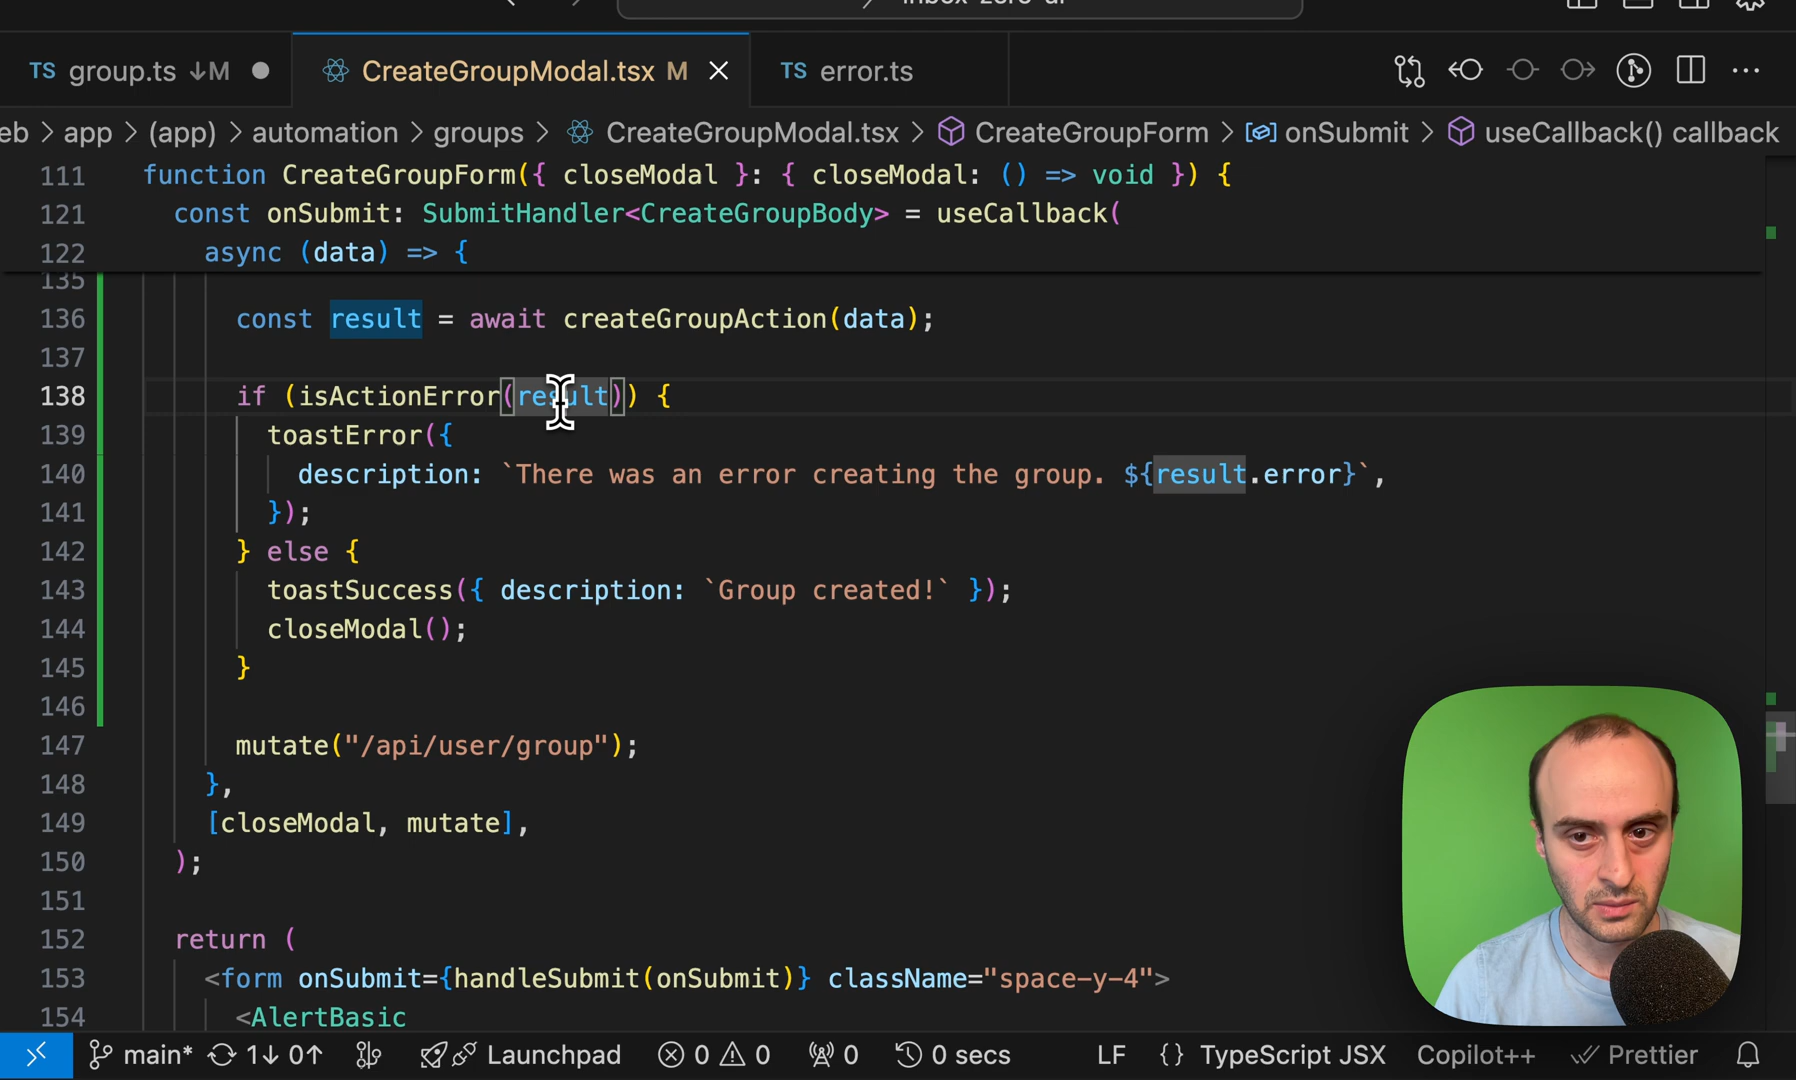 TS group.ts ↓M
CreateGroupModal.tsx M
TS error.ts
eb > app > (app) > automation > groups > CreateGroupModal.tsx > CreateGroupForm > onSubmit > useCallback() callback
111 function CreateGroupForm({ closeModal }: { closeModal: () => void }) {
121 const onSubmit: SubmitHandler<CreateGroupBody> = useCallback(
122 async (data) => {
135
136 const result = await createGroupAction(data);
137
138 if (isActionError(result)) {
139 toastError({
140 description: `There was an error creating the group. ${result.error}`,
141 });
142 } else {
143 toastSuccess({ description: `Group created!` });
144 closeModal();
145 }
146
147 mutate("/api/user/group");
148 },
149 [closeModal, mutate],
150 );
151
152 return (
153 <form onSubmit={handleSubmit(onSubmit)} className="space-y-4">
154 <AlertBasic
main* 1↓ 0↑ Launchpad 0 0 0 0 secs LF {} TypeScript JSX Copilot++ Prettier